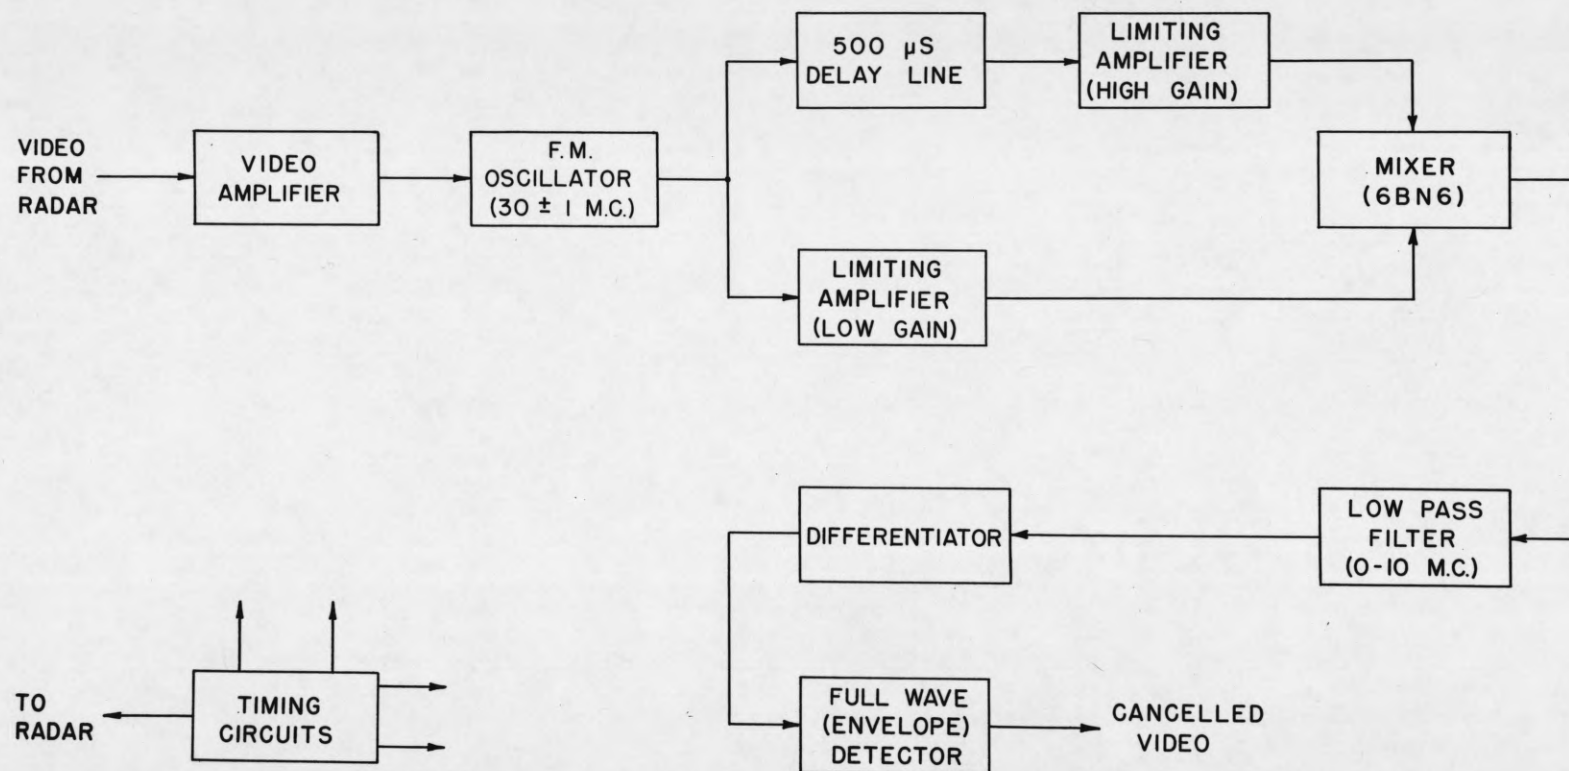 VIDEO
FROM
RADAR
VIDEO
AMPLIFIER
F.M.
OSCILLATOR
(30 ± 1 M.C.)
500 µS
DELAY LINE
LIMITING
AMPLIFIER
(HIGH GAIN)
LIMITING
AMPLIFIER
(LOW GAIN)
MIXER
(6BN6)
LOW PASS
FILTER
(0-10 M.C.)
DIFFERENTIATOR
FULL WAVE
(ENVELOPE)
DETECTOR
CANCELLED
VIDEO
TIMING
CIRCUITS
TO
RADAR